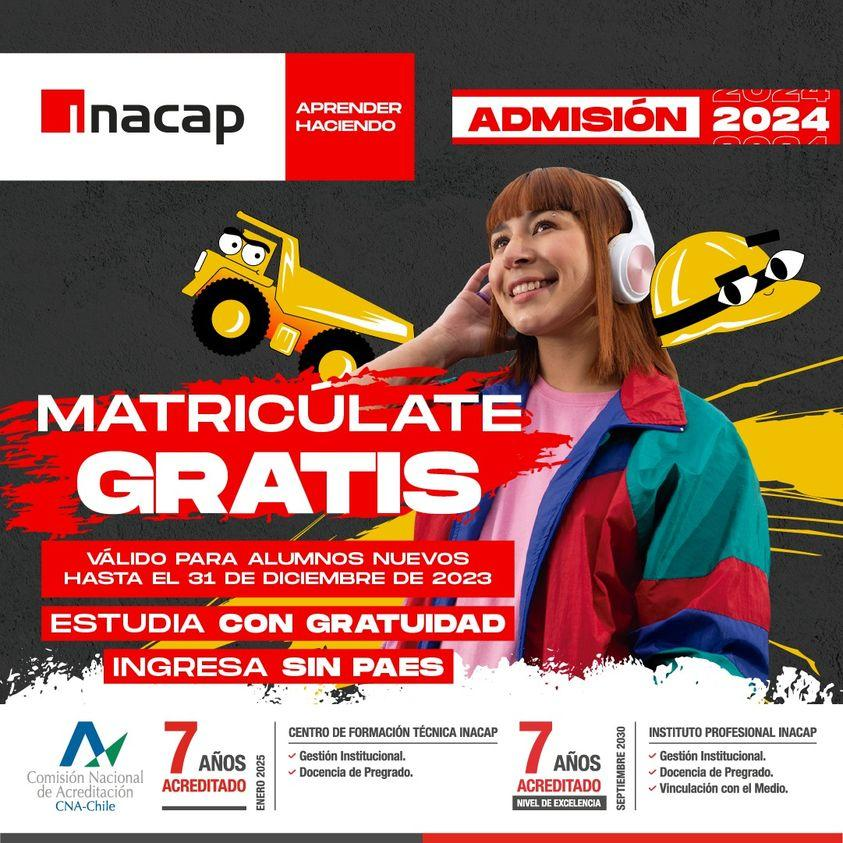 ınacap
APRENDER
HACIENDO
2024
ADMISIÓN 2024
2024
MATRICÚLATE
GRATIS
VÁLIDO PARA ALUMNOS NUEVOS
HASTA EL 31 DE DICIEMBRE DE 2023
ESTUDIA CON GRATUIDAD
INGRESA SIN PAES
Comisión Nacional
de Acreditación
CNA-Chile
7 AÑOS
ACREDITADO
ENERO 2025
CENTRO DE FORMACIÓN TÉCNICA INACAP
✓ Gestión Institucional.
✓ Docencia de Pregrado.
7 AÑOS
ACREDITADO
NIVEL DE EXCELENCIA
SEPTIEMBRE 2030
INSTITUTO PROFESIONAL INACAP
✓ Gestión Institucional.
✓ Docencia de Pregrado.
✓ Vinculación con el Medio.